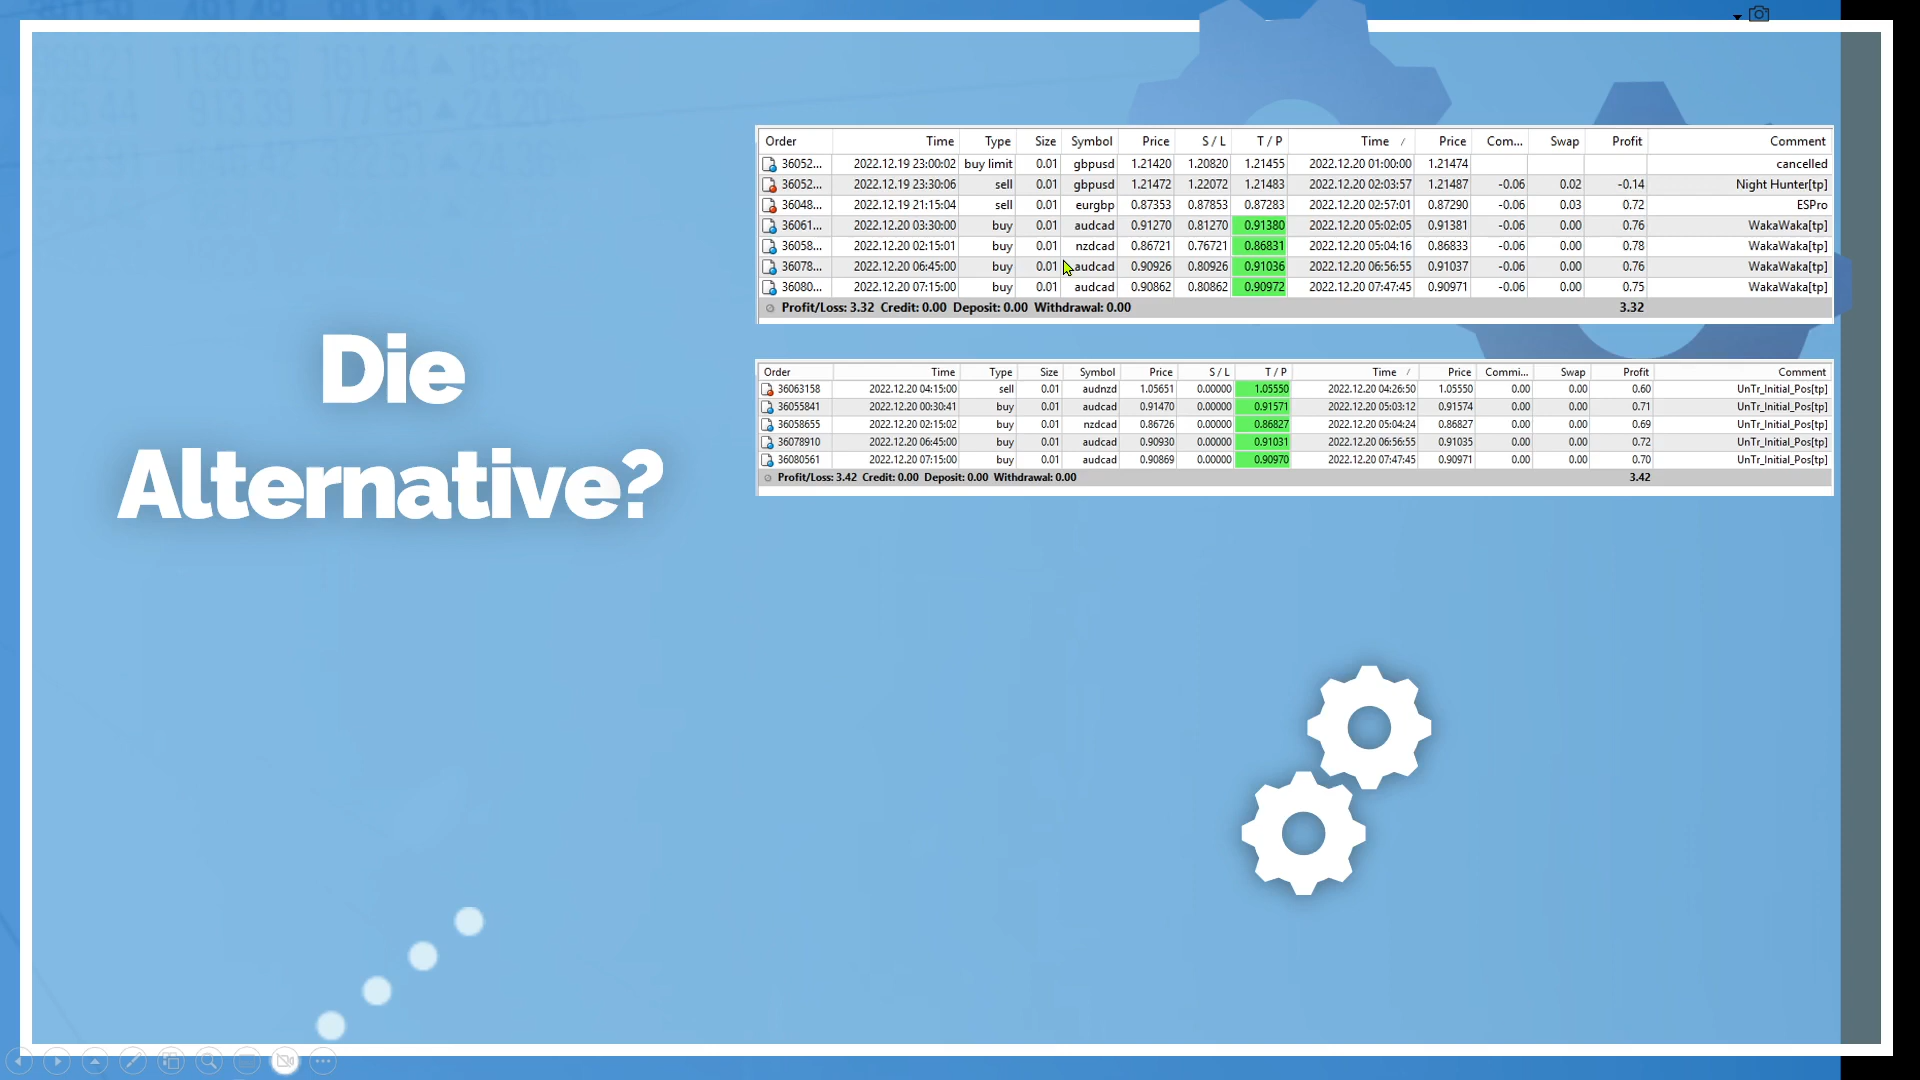 Die
Alternative?
Order Time Type Size Symbol Price S / L T / P Time / Price Com... Swap Profit Comment
36052... 2022.12.19 23:00:02 buy limit 0.01 gbpusd 1.21420 1.20820 1.21455 2022.12.20 01:00:00 1.21474 cancelled
36052... 2022.12.19 23:30:06 sell 0.01 gbpusd 1.21472 1.22072 1.21483 2022.12.20 02:03:57 1.21487 -0.06 0.02 -0.14 Night Hunter[tp]
36048... 2022.12.19 21:15:04 sell 0.01 eurgbp 0.87353 0.87853 0.87283 2022.12.20 02:57:01 0.87290 -0.06 0.03 0.72 ESPro
36061... 2022.12.20 03:30:00 buy 0.01 audcad 0.91270 0.81270 0.91380 2022.12.20 05:02:05 0.91381 -0.06 0.00 0.76 WakaWaka[tp]
36058... 2022.12.20 02:15:01 buy 0.01 nzdcad 0.86721 0.76721 0.86831 2022.12.20 05:04:16 0.86833 -0.06 0.00 0.78 WakaWaka[tp]
36078... 2022.12.20 06:45:00 buy 0.01 audcad 0.90926 0.80926 0.91036 2022.12.20 06:56:55 0.91037 -0.06 0.00 0.76 WakaWaka[tp]
36080... 2022.12.20 07:15:00 buy 0.01 audcad 0.90862 0.80862 0.90972 2022.12.20 07:47:45 0.90971 -0.06 0.00 0.75 WakaWaka[tp]
Profit/Loss: 3.32 Credit: 0.00 Deposit: 0.00 Withdrawal: 0.00 3.32
Order Time Type Size Symbol Price S / L T / P Time / Price Commi... Swap Profit Comment
36063158 2022.12.20 04:15:00 sell 0.01 audnzd 1.05651 0.00000 1.05550 2022.12.20 04:26:50 1.05550 0.00 0.00 0.60 UnTr_Initial_Pos[tp]
36055841 2022.12.20 00:30:41 buy 0.01 audcad 0.91470 0.00000 0.91571 2022.12.20 05:03:12 0.91574 0.00 0.00 0.71 UnTr_Initial_Pos[tp]
36058655 2022.12.20 02:15:02 buy 0.01 nzdcad 0.86726 0.00000 0.86827 2022.12.20 05:04:24 0.86827 0.00 0.00 0.69 UnTr_Initial_Pos[tp]
36078910 2022.12.20 06:45:00 buy 0.01 audcad 0.90930 0.00000 0.91031 2022.12.20 06:56:55 0.91035 0.00 0.00 0.72 UnTr_Initial_Pos[tp]
36080561 2022.12.20 07:15:00 buy 0.01 audcad 0.90869 0.00000 0.90970 2022.12.20 07:47:45 0.90971 0.00 0.00 0.70 UnTr_Initial_Pos[tp]
Profit/Loss: 3.42 Credit: 0.00 Deposit: 0.00 Withdrawal: 0.00 3.42